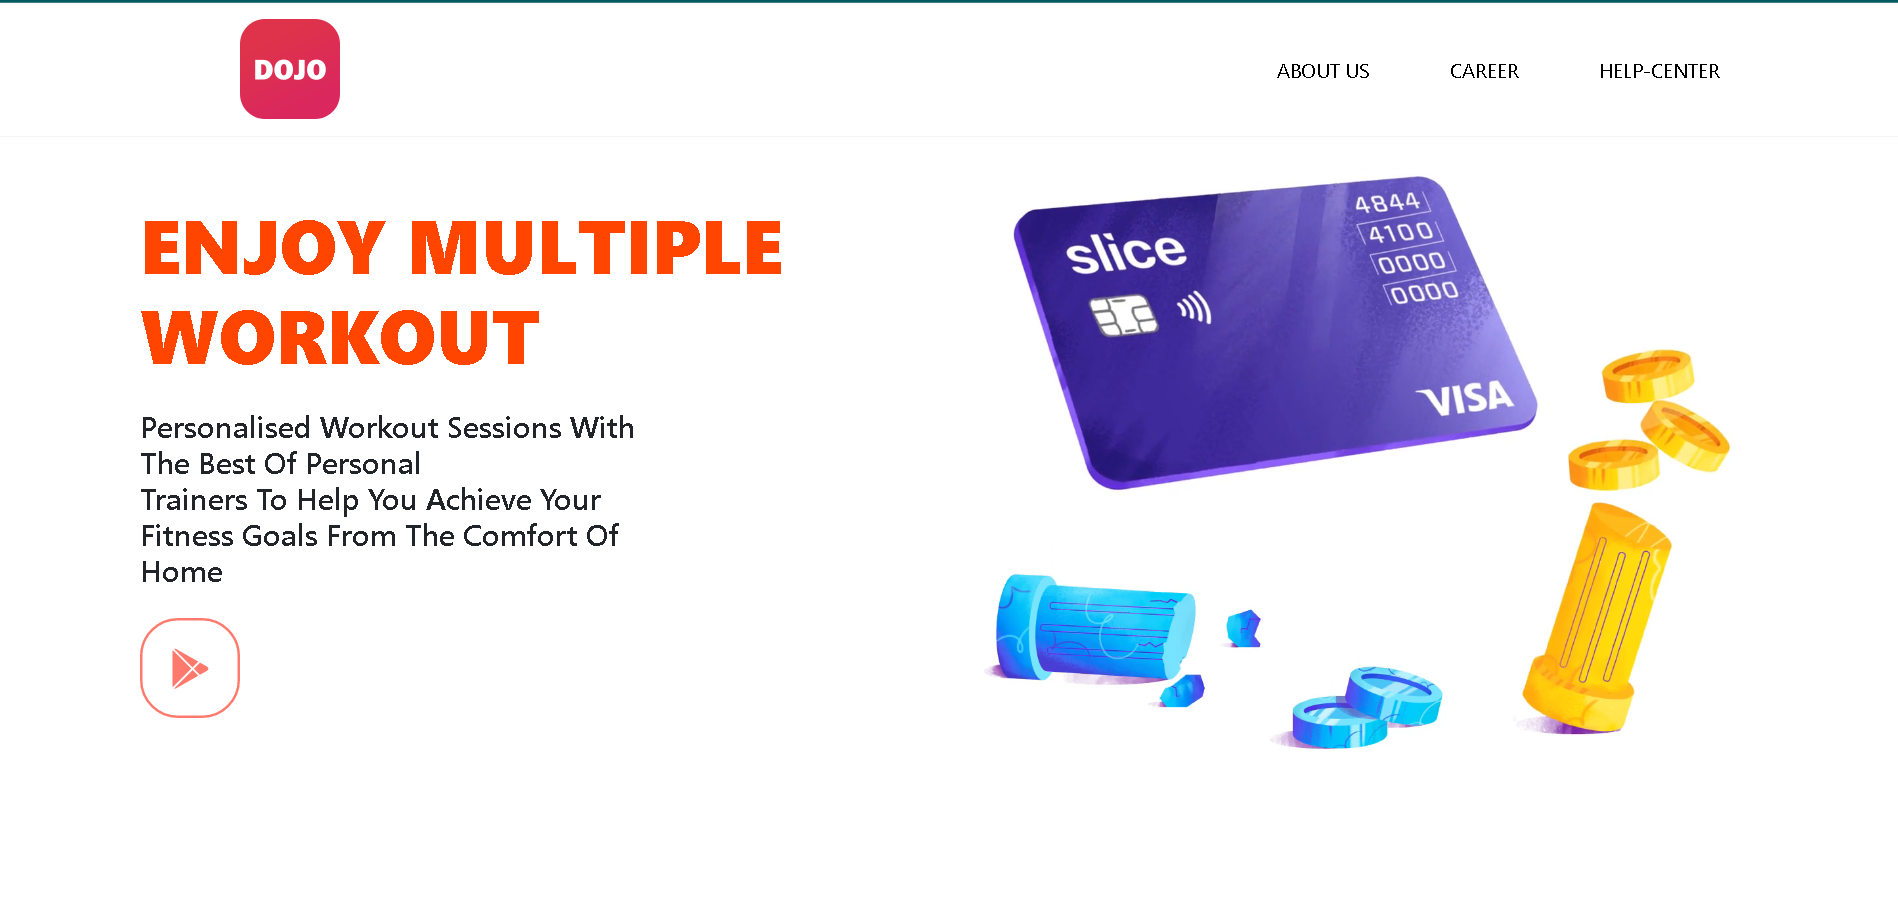 DOJO
ABOUT US
CAREER
HELP-CENTER
ENJOY MULTIPLE
WORKOUT
Personalised Workout Sessions With
The Best Of Personal
Trainers To Help You Achieve Your
Fitness Goals From The Comfort Of
Home
slice
4844
4100
0000
0000
VISA